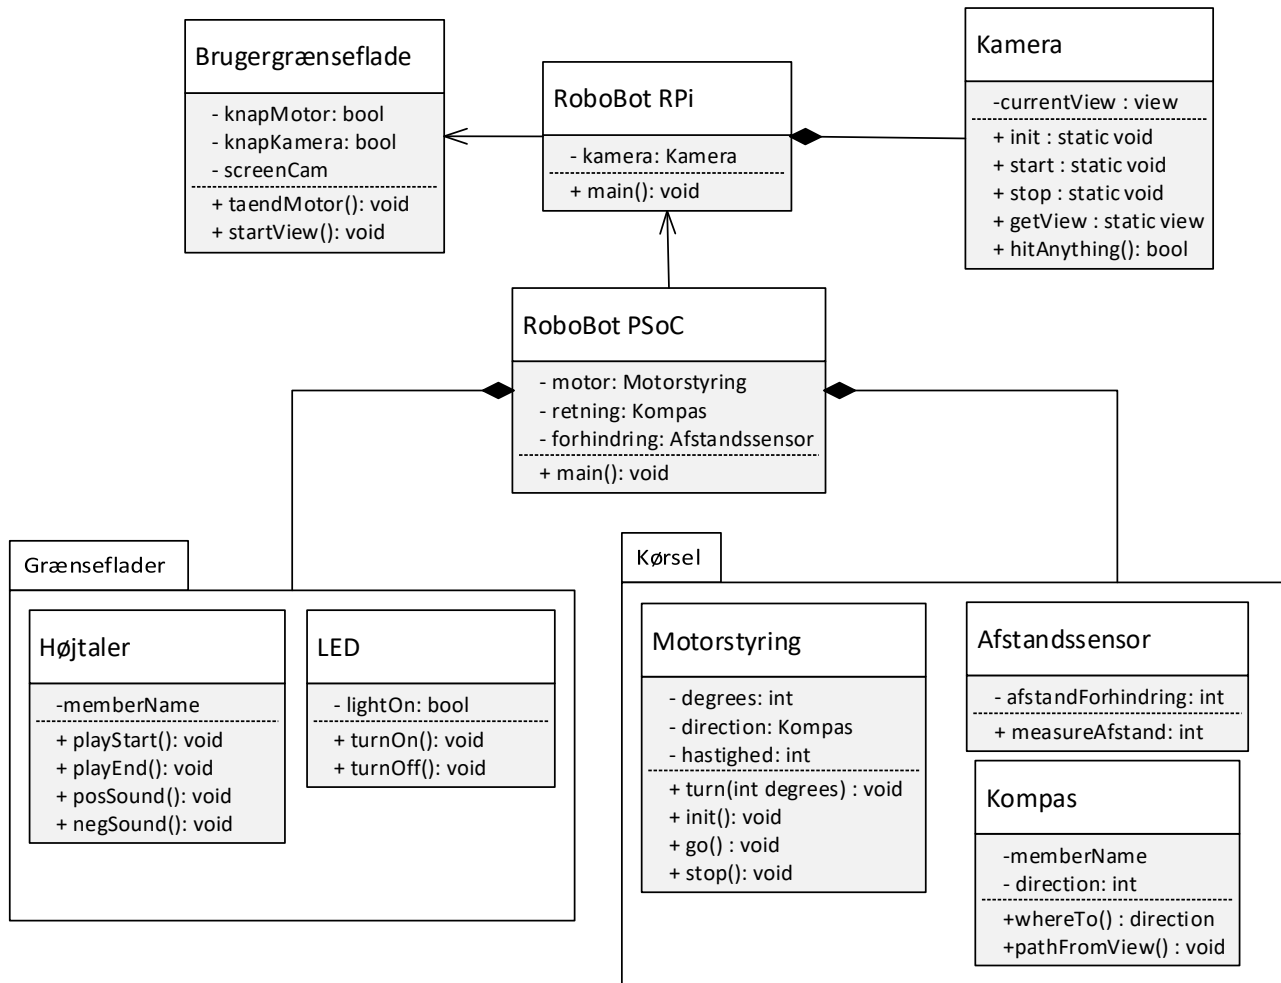 Brugergrænseflade
- knapMotor: bool
- knapKamera: bool
- screenCam
+ taendMotor(): void
+ startView(): void
RoboBot RPi
- kamera: Kamera
+ main(): void
Kamera
-currentView : view
+ init : static void
+ start : static void
+ stop : static void
+ getView : static view
+ hitAnything(): bool
RoboBot PSoC
- motor: Motorstyring
- retning: Kompas
- forhindring: Afstandssensor
+ main(): void
Grænseflader
Højtaler
-memberName
+ playStart(): void
+ playEnd(): void
+ posSound(): void
+ negSound(): void
LED
- lightOn: bool
+ turnOn(): void
+ turnOff(): void
Kørsel
Motorstyring
- degrees: int
- direction: Kompas
- hastighed: int
+ turn(int degrees) : void
+ init(): void
+ go() : void
+ stop(): void
Afstandssensor
- afstandForhindring: int
+ measureAfstand: int
Kompas
-memberName
- direction: int
+whereTo() : direction
+pathFromView() : void